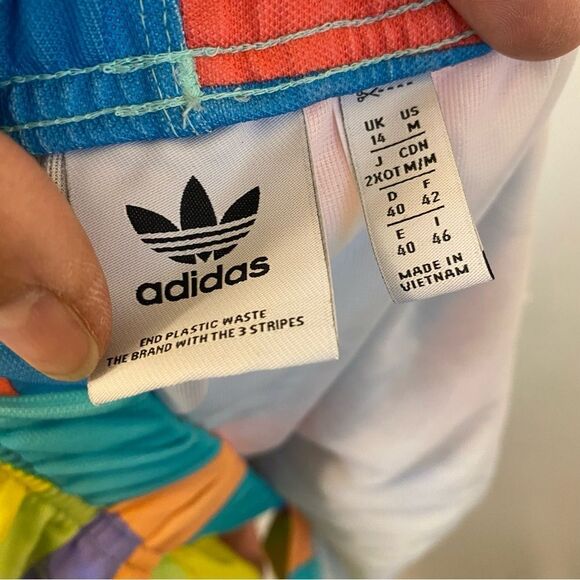 adidas
END PLASTIC WASTE
THE BRAND WITH THE 3 STRIPES
UK US
14 M
J CDN
2XOT M/M
D F
40 42
E I
40 46
MADE IN
VIETNAM